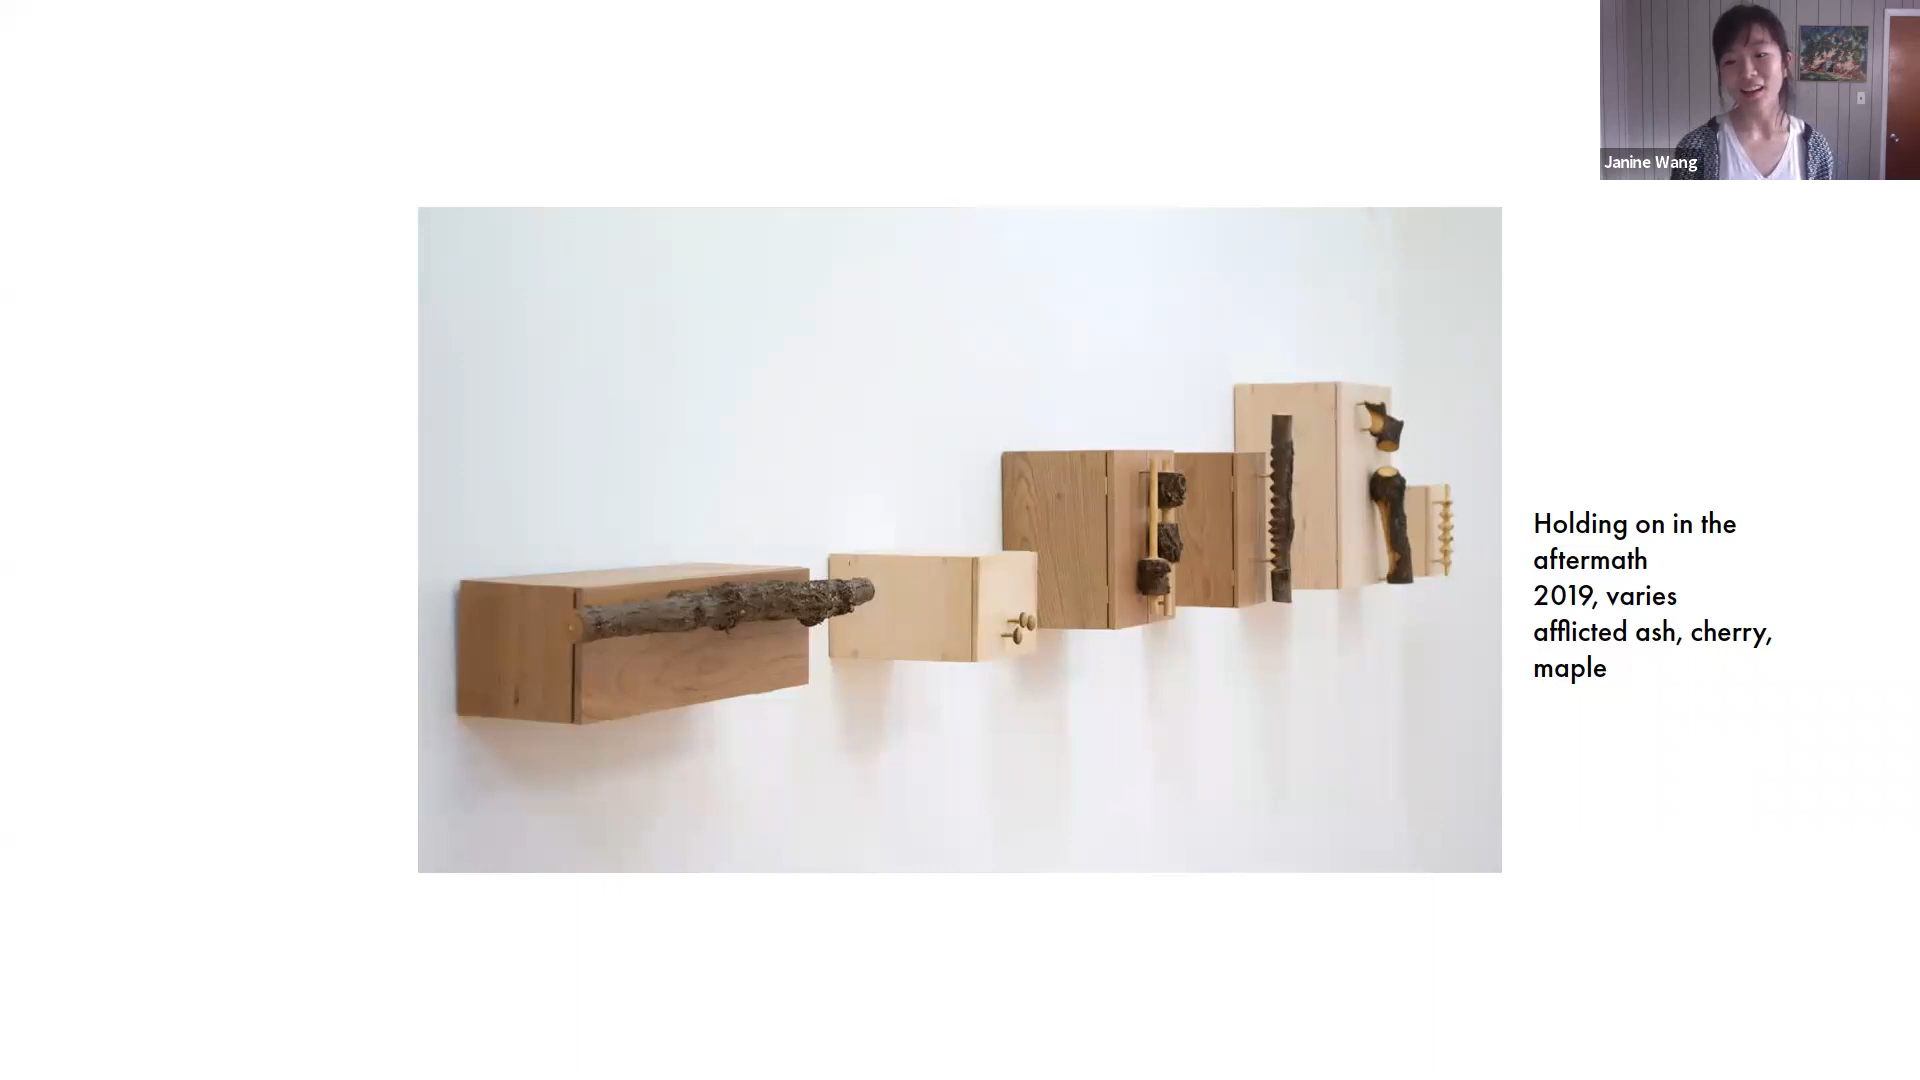 Janine Wang
Holding on in the
aftermath
2019, varies
afflicted ash, cherry,
maple